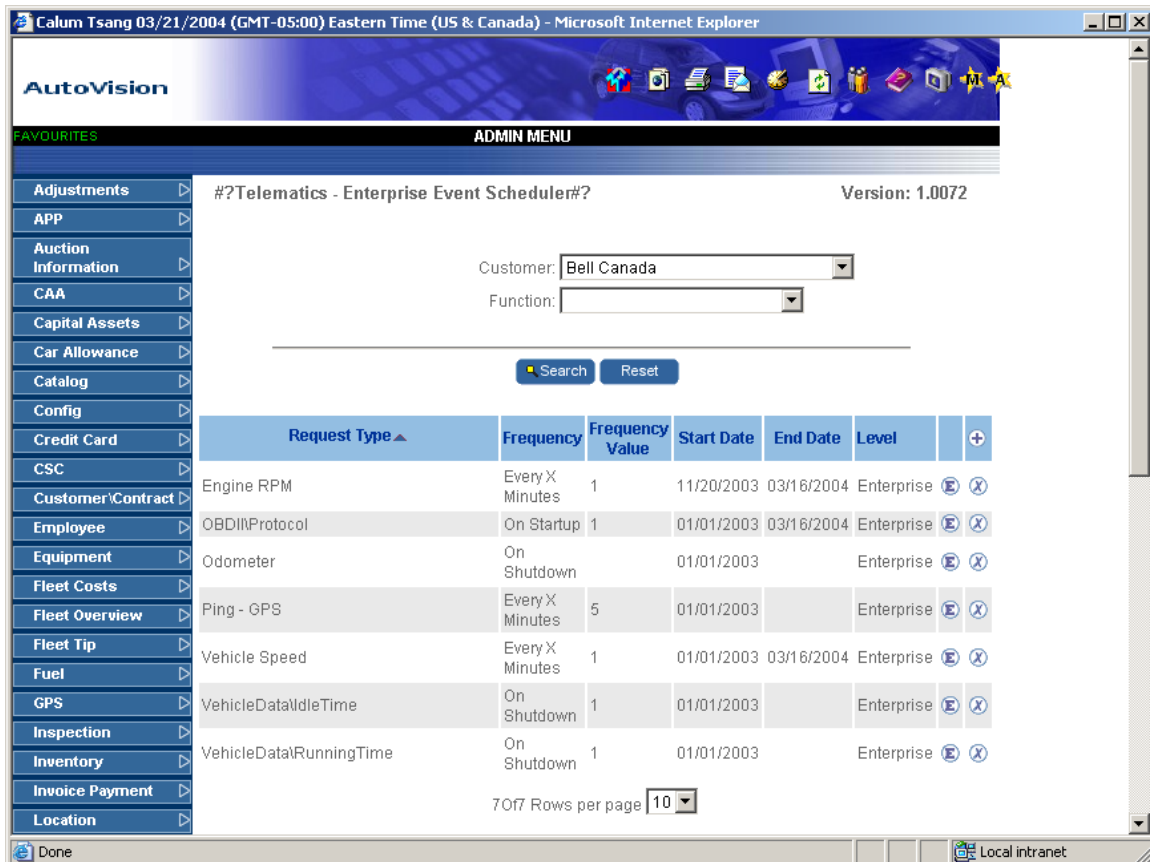 Calum Tsang 03/21/2004 (GMT-05:00) Eastern Time (US & Canada) - Microsoft Internet Explorer
AutoVision
M
A
FAVOURITES
ADMIN MENU
Adjustments
APP
Auction
Information
CAA
Capital Assets
Car Allowance
Catalog
Config
Credit Card
CSC
Customer\Contract
Employee
Equipment
Fleet Costs
Fleet Overview
Fleet Tip
Fuel
GPS
Inspection
Inventory
Invoice Payment
Location
#?Telematics - Enterprise Event Scheduler#?
Version: 1.0072
Customer: Bell Canada
Function:
Search Reset
Request Type Frequency Frequency Value Start Date End Date Level
Engine RPM Every X Minutes 1 11/20/2003 03/16/2004 Enterprise E X
OBDII\Protocol On Startup 1 01/01/2003 03/16/2004 Enterprise E X
Odometer On Shutdown 01/01/2003 Enterprise E X
Ping - GPS Every X Minutes 5 01/01/2003 Enterprise E X
Vehicle Speed Every X Minutes 1 01/01/2003 03/16/2004 Enterprise E X
VehicleData\IdleTime On Shutdown 1 01/01/2003 Enterprise E X
VehicleData\RunningTime On Shutdown 1 01/01/2003 Enterprise E X
7Of7 Rows per page 10
Done
Local intranet